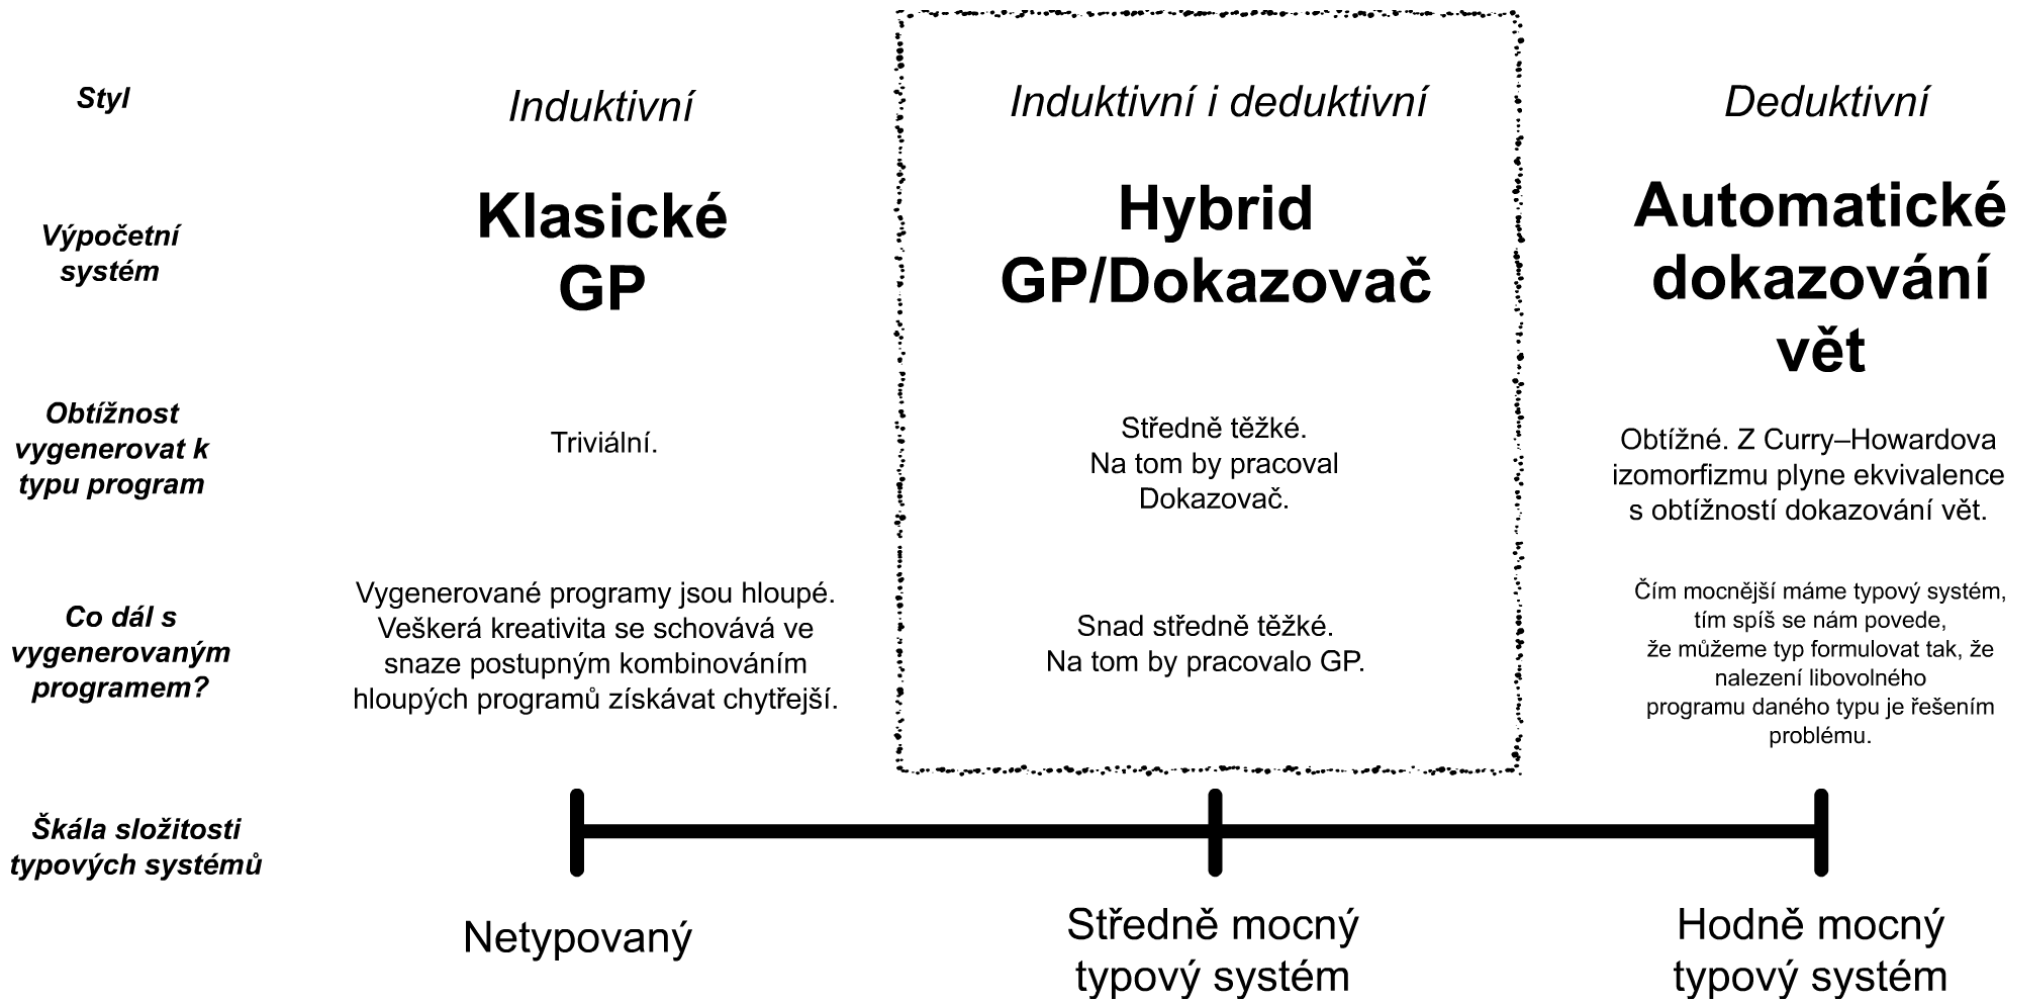 Styl
Induktivní
Induktivní i deduktivní
Deduktivní
Výpočetní
systém
Klasické
GP
Hybrid
GP/Dokazovač
Automatické
dokazování
vět
Obtížnost
vygenerovat k
typu program
Triviální.
Středně těžké.
Na tom by pracoval
Dokazovač.
Obtížné. Z Curry–Howardova
izomorfizmu plyne ekvivalence
s obtížností dokazování vět.
Co dál s
vygenerovaným
programem?
Vygenerované programy jsou hloupé.
Veškerá kreativita se schovává ve
snaze postupným kombinováním
hloupých programů získávat chytřejší.
Snad středně těžké.
Na tom by pracovalo GP.
Čím mocnější máme typový systém,
tím spíš se nám povede,
že můžeme typ formulovat tak, že
nalezení libovolného
programu daného typu je řešením
problému.
Škála složitosti
typových systémů
Netypovaný
Středně mocný
typový systém
Hodně mocný
typový systém